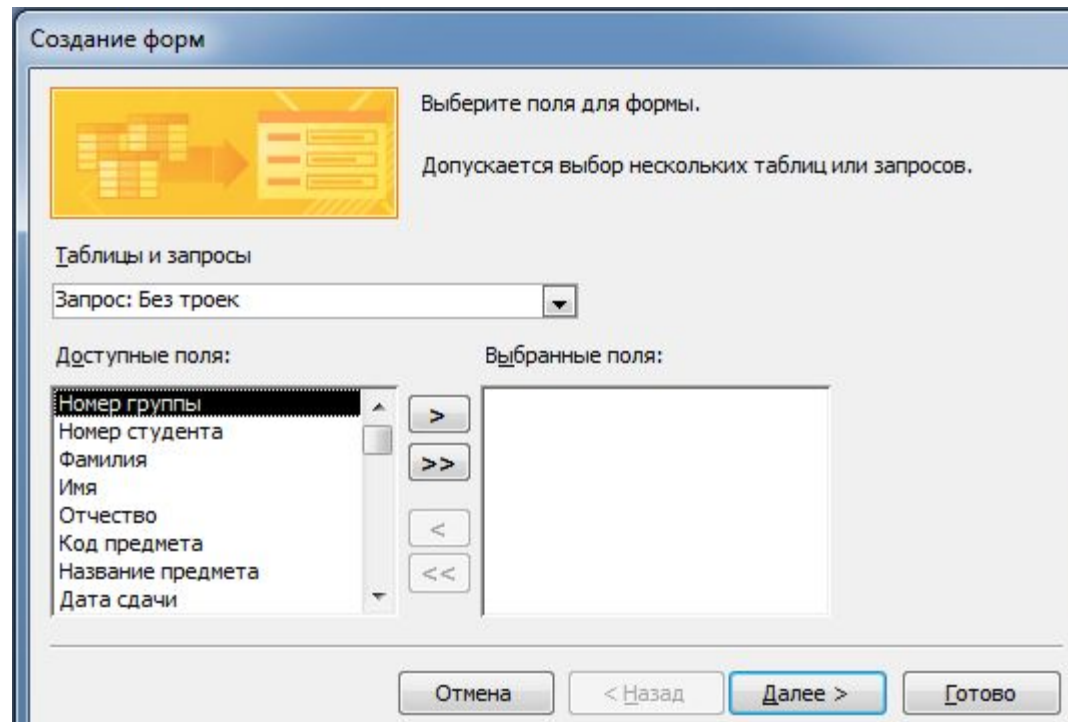 Создание форм
Выберите поля для формы.
Допускается выбор нескольких таблиц или запросов.
Таблицы и запросы
Запрос: Без троек
Доступные поля:
Выбранные поля:
Номер группы
Номер студента
Фамилия
Имя
Отчество
Код предмета
Название предмета
Дата сдачи
>
>>
<
<<
Отмена
< Назад
Далее >
Готово